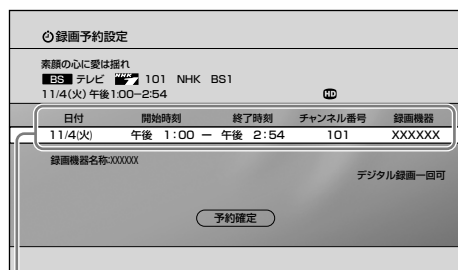 録画予約設定
素顔の心に愛は揺れ
BS テレビ NHK 101 NHK BS1
11/4(火)午後1:00−2:54 HD
日付 開始時刻 終了時刻 チャンネル番号 録画機器
11/4(火) 午後 1:00 − 午後 2:54 101 XXXXXX
録画機器名称:XXXXXX
デジタル録画一回可
予約確定